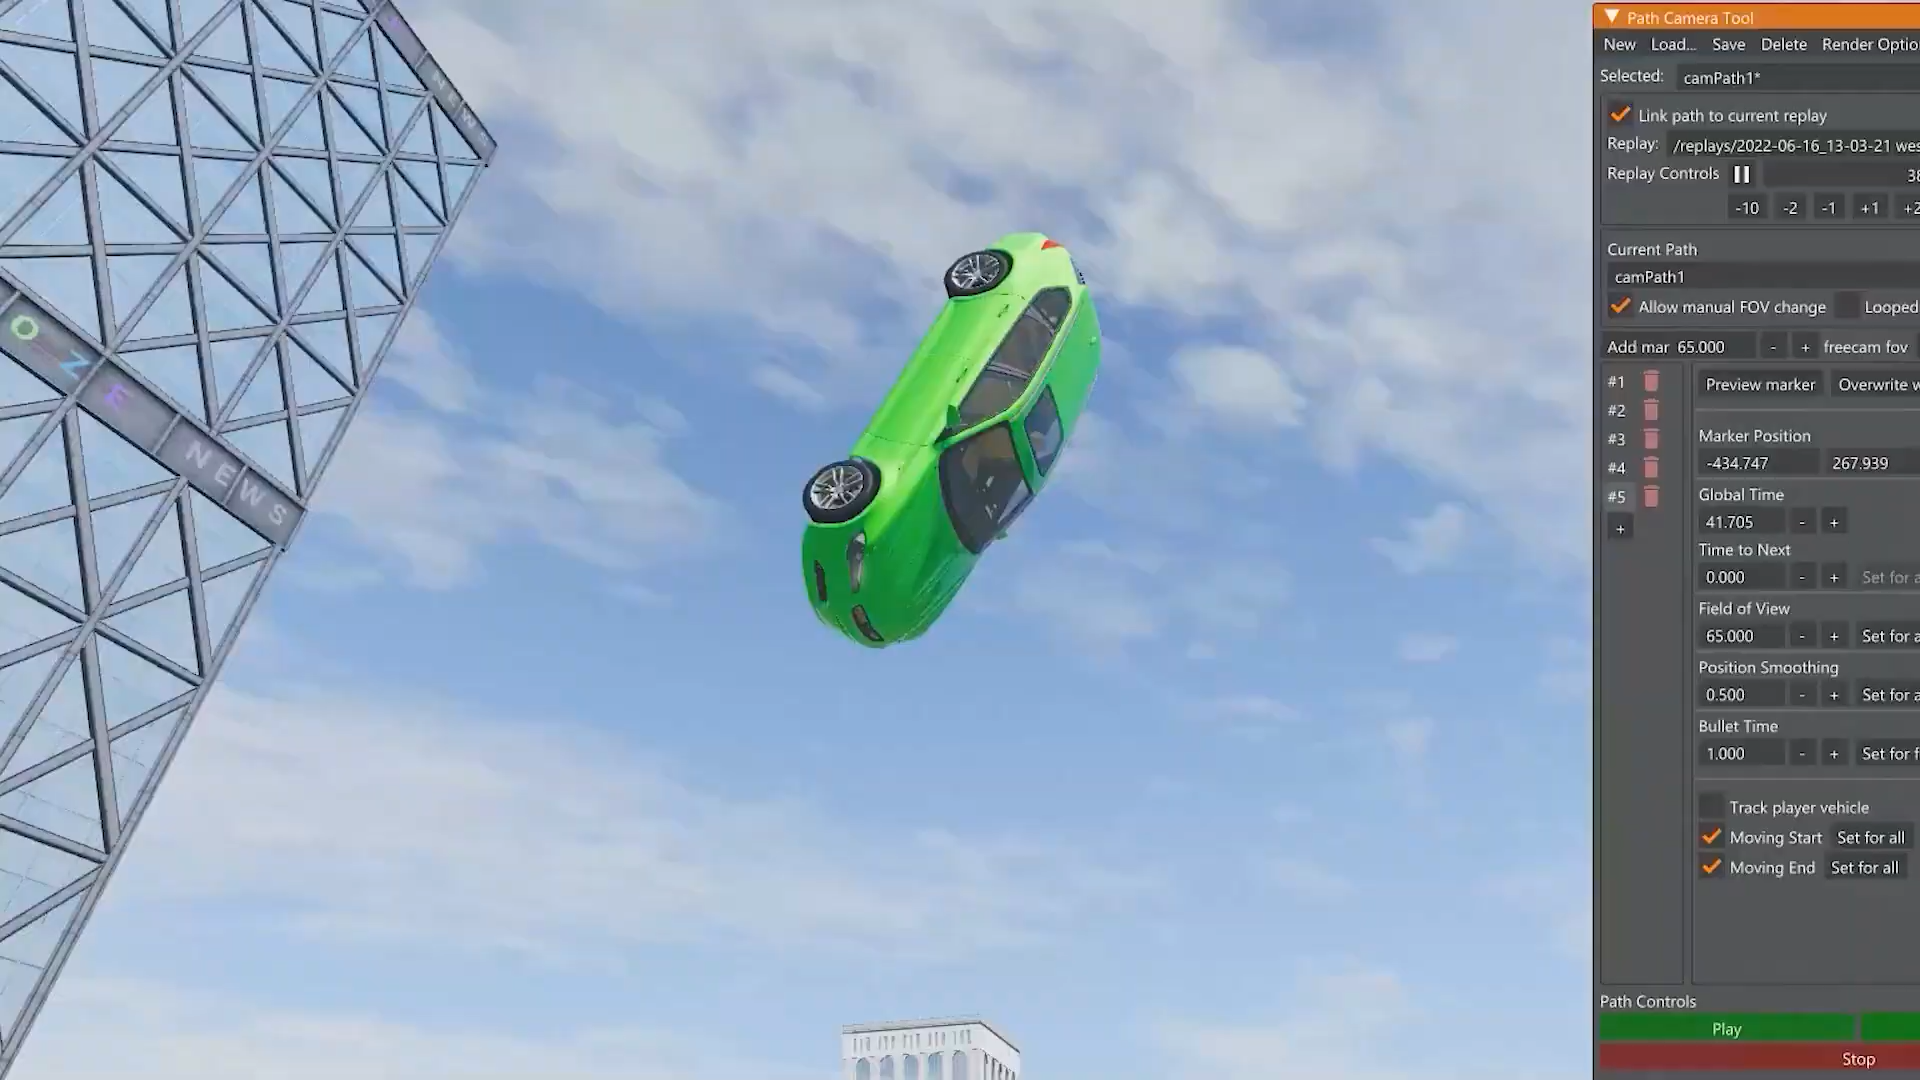 NEWS
O Z E
NEWS
Path Camera Tool
New Load... Save Delete Render Optio
Selected: camPath1*
Link path to current replay
Replay: /replays/2022-06-16_13-03-21 wes
Replay Controls 38
-10 -2 -1 +1 +2
Current Path
camPath1
Allow manual FOV change Looped
Add mar 65.000 - + freecam fov
#1
#2
#3
#4
#5
+
Preview marker Overwrite w
Marker Position
-434.747 267.939
Global Time
41.705 - +
Time to Next
0.000 - + Set for a
Field of View
65.000 - + Set for a
Position Smoothing
0.500 - + Set for a
Bullet Time
1.000 - + Set for f
Track player vehicle
Moving Start Set for all
Moving End Set for all
Path Controls
Play
Stop